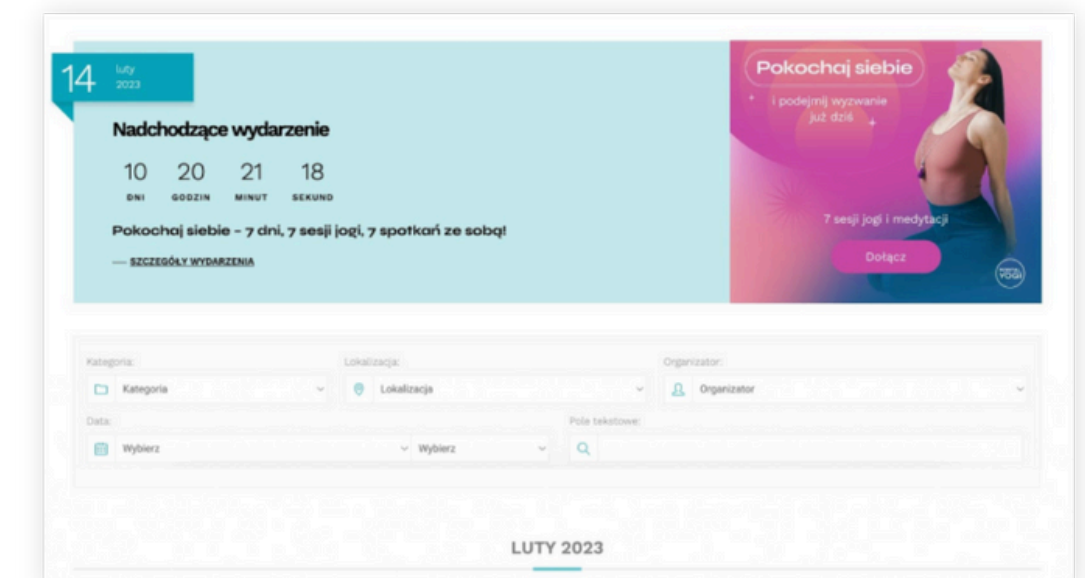 14
luty
2023
Nadchodzące wydarzenie
10 20 21 18
DNI GODZIN MINUT SEKUND
Pokochaj siebie – 7 dni, 7 sesji jogi, 7 spotkań ze sobą!
SZCZEGÓŁY WYDARZENIA
Pokochaj siebie
i podejmij wyzwanie
już dziś
7 sesji jogi i medytacji
Dołącz
PORTAL
YOGI
Kategoria: Lokalizacja: Organizator:
Kategoria Lokalizacja Organizator
Data: Pole tekstowe:
Wybierz Wybierz
LUTY 2023